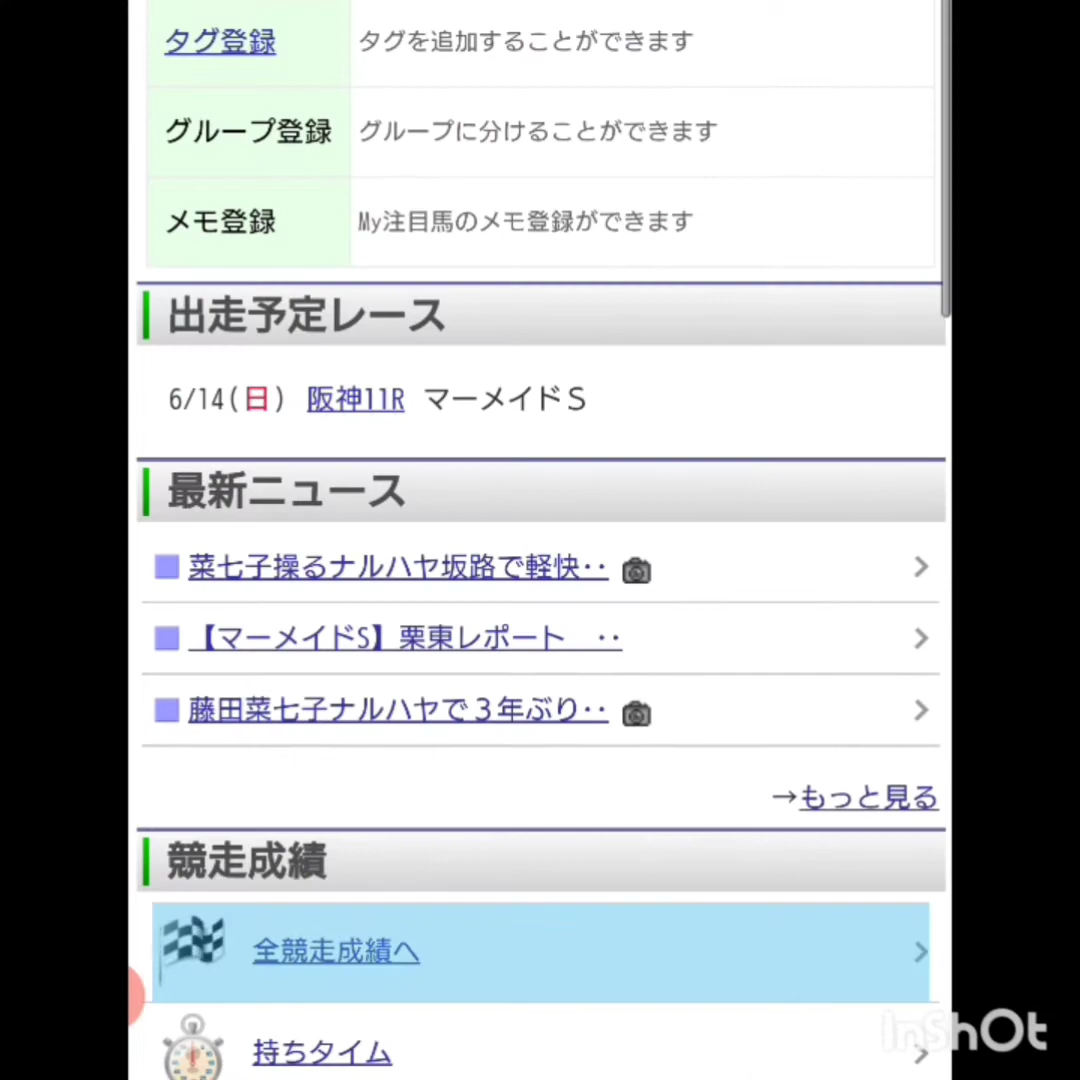 タグ登録 タグを追加することができます
グループ登録 グループに分けることができます
メモ登録 My注目馬のメモ登録ができます
出走予定レース
6/14(日) 阪神11R マーメイドS
最新ニュース
菜七子操るナルハヤ坂路で軽快‥
【マーメイドS】栗東レポート ‥
藤田菜七子ナルハヤで3年ぶり‥
→もっと見る
競走成績
全競走成績へ
持ちタイム
InShOt